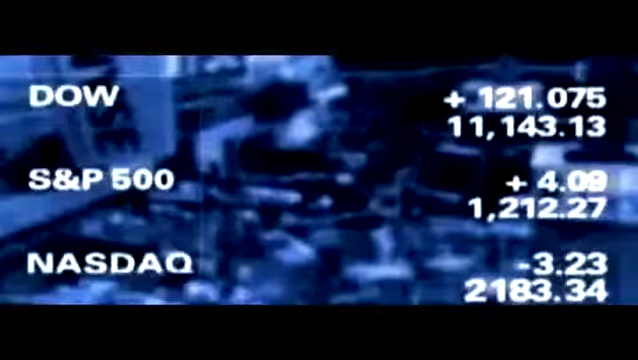 DOW + 121.075
11,143.13
S&P 500 + 4.09
1,212.27
NASDAQ -3.23
2183.34